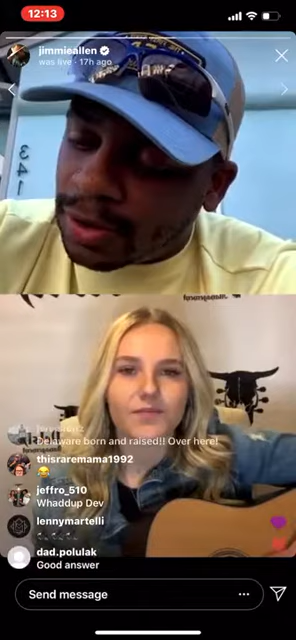 12:13
jimmieallen
was live · 17h ago
Delaware born and raised!! Over here!
thisraremama1992
😂
jeffro_510
Whaddup Dev
lennymartelli
dad.polulak
Good answer
Send message